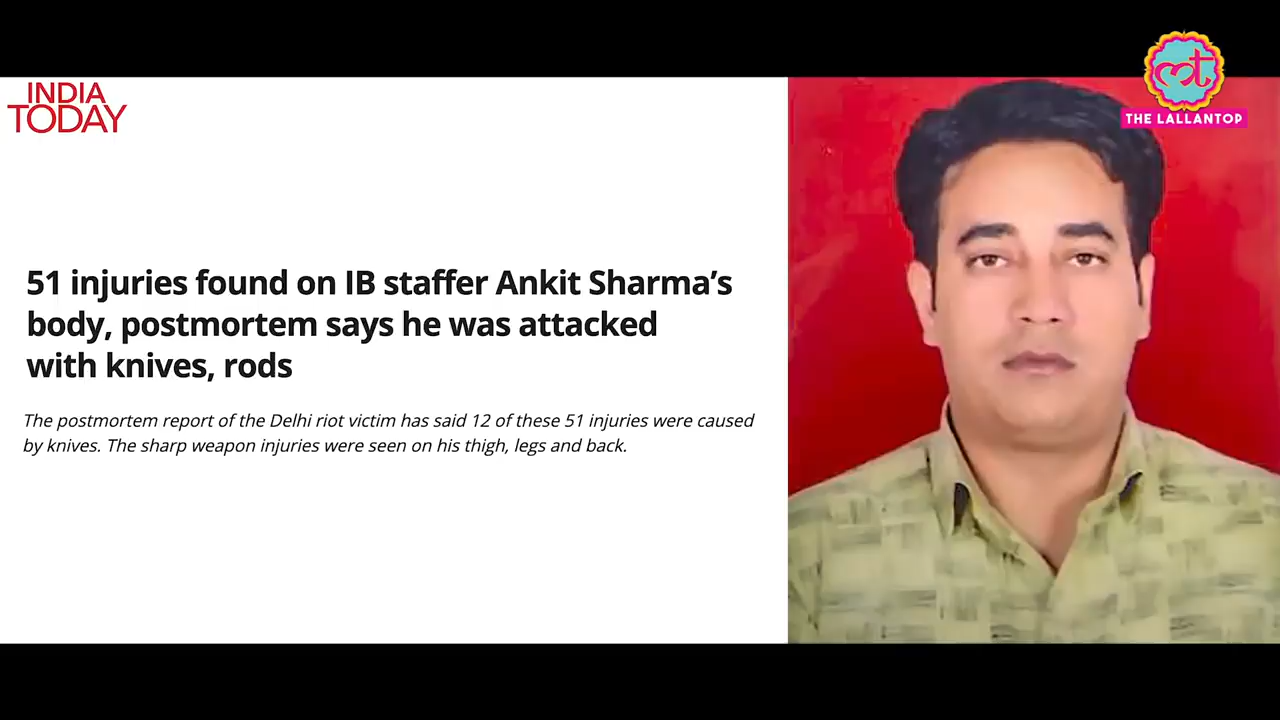 INDIA
TODAY
51 injuries found on IB staffer Ankit Sharma’s
body, postmortem says he was attacked
with knives, rods
The postmortem report of the Delhi riot victim has said 12 of these 51 injuries were caused
by knives. The sharp weapon injuries were seen on his thigh, legs and back.
लт
THE LALLANTOP